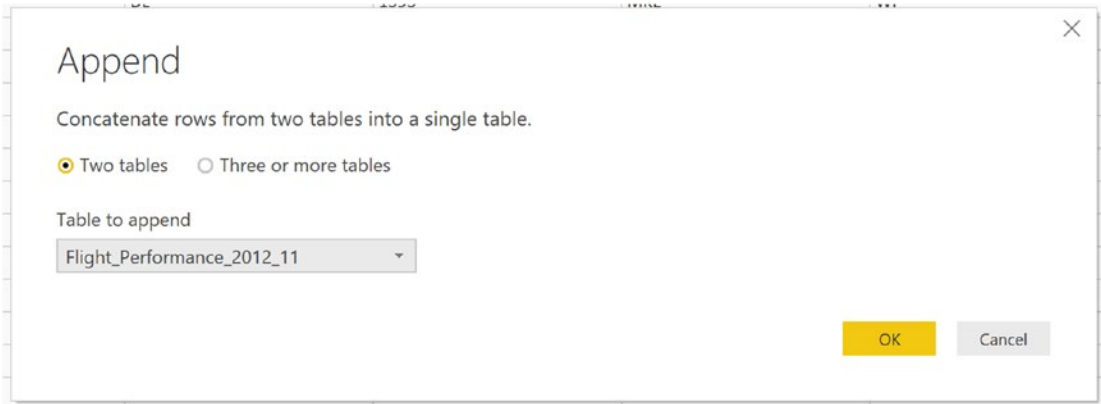 Append
Concatenate rows from two tables into a single table.
Two tables Three or more tables
Table to append
Flight_Performance_2012_11
OK Cancel